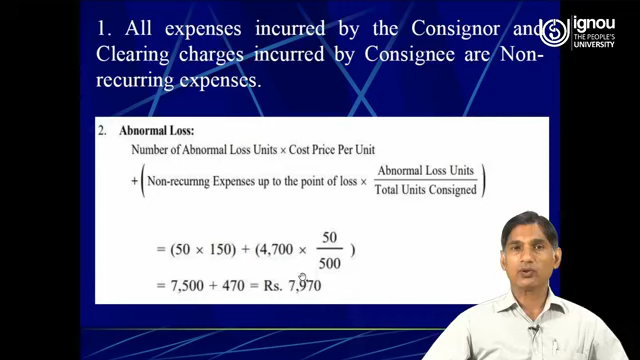 1. All expenses incurred by the Consignor and
Clearing charges incurred by Consignee are Non-
recurring expenses.
ignou
THE PEOPLE'S
UNIVERSITY
2. Abnormal Loss:
Number of Abnormal Loss Units × Cost Price Per Unit
+ ( Non-recurnng Expenses up to the point of loss × Abnormal Loss Units / Total Units Consigned )
= (50 × 150) + (4,700 × 50 / 500 )
= 7,500 + 470 = Rs. 7,970